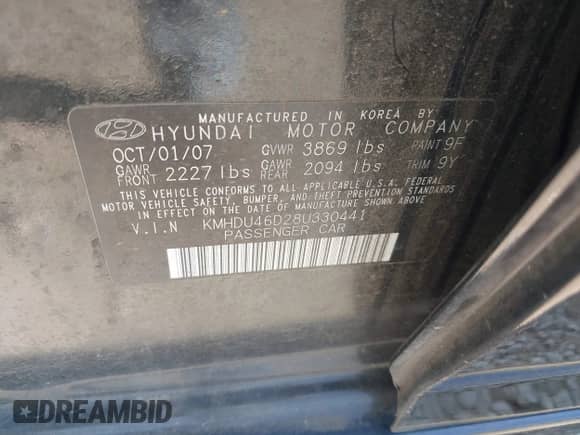 MANUFACTURED IN KOREA BY
HYUNDAI MOTOR COMPANY
OCT/01/07 GVWR 3869 lbs PAINT 9F
GAWR FRONT 2227 lbs GAWR REAR 2094 lbs TRIM 9Y
THIS VEHICLE CONFORMS TO ALL APPLICABLE U.S. FEDERAL
MOTOR VEHICLE SAFETY, BUMPER, AND THEFT PREVENTION STANDARDS
IN EFFECT ON THE DATE OF MANUFACTURE SHOWN ABOVE.
V.I.N KMHDU46D28U330441
PASSENGER CAR
DREAMBID